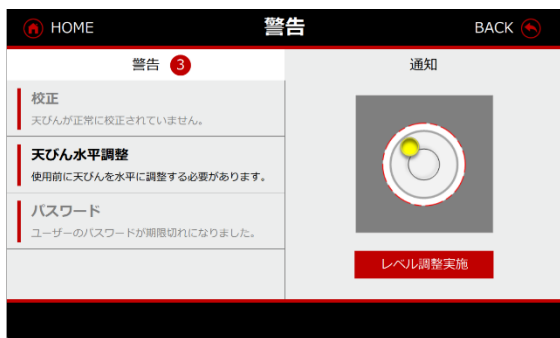 HOME
警告
BACK
警告 3
通知
校正
天びんが正常に校正されていません。
天びん水平調整
使用前に天びんを水平に調整する必要があります。
パスワード
ユーザーのパスワードが期限切れになりました。
レベル調整実施